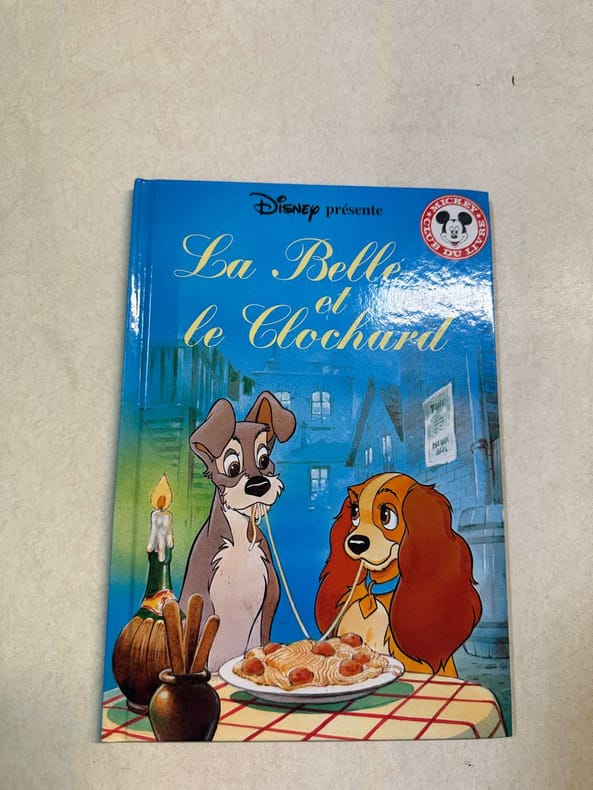 Disney présente
MICKEY
CLUB DU LIVRE
La Belle
et
le Clochard